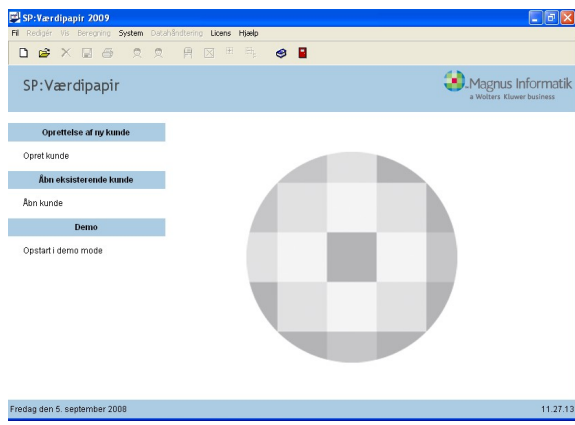 SP:Værdipapir 2009
Fil Redigér Vis Beregning System Datahåndtering Licens Hjælp
SP:Værdipapir
Magnus Informatik
a Wolters Kluwer business
Oprettelse af ny kunde
Opret kunde
Åbn eksisterende kunde
Åbn kunde
Demo
Opstart i demo mode
Fredag den 5. september 2008
11.27.13